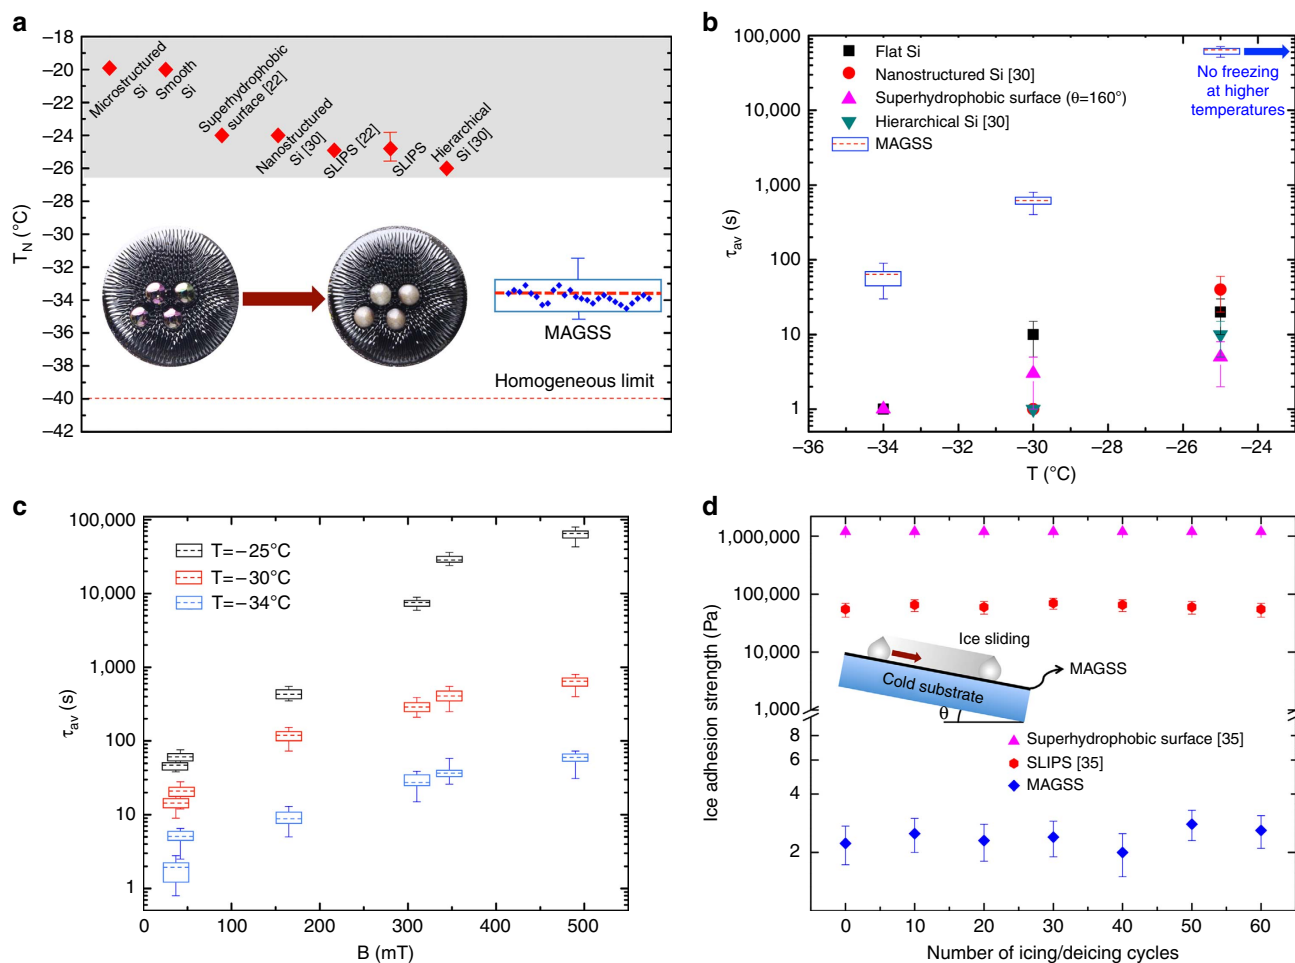 a
−18
−20
−22
−24
−26
−28
−30
−32
−34
−36
−38
−40
−42
T_N (°C)
Microstructured
Si
Smooth
Si
Superhydrophobic
surface [22]
Nanostructured
Si [30]
SLIPS [22]
SLIPS
Hierarchical
Si [30]
MAGSS
Homogeneous limit
b
100,000
10,000
1,000
100
10
1
τav (s)
Flat Si
Nanostructured Si [30]
Superhydrophobic surface (θ=160°)
Hierarchical Si [30]
MAGSS
No freezing
at higher
temperatures
−36
−34
−32
−30
−28
−26
−24
T (°C)
c
100,000
10,000
1,000
100
10
1
τav (s)
T=−25°C
T=−30°C
T=−34°C
0
100
200
300
400
500
B (mT)
d
1,000,000
100,000
10,000
1,000
8
6
4
2
Ice adhesion strength (Pa)
Ice sliding
MAGSS
Cold substrate
θ
Superhydrophobic surface [35]
SLIPS [35]
MAGSS
0
10
20
30
40
50
60
Number of icing/deicing cycles